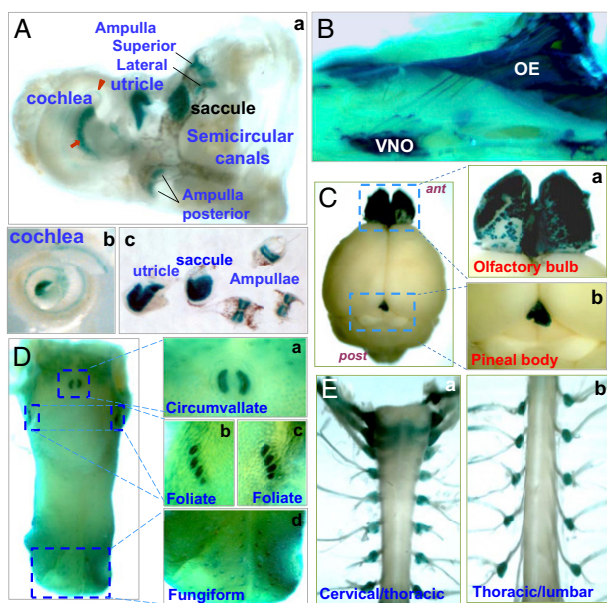 A
a
Ampulla
Superior
Lateral
utricle
cochlea
saccule
Semicircular
canals
Ampulla
posterior
B
OE
VNO
cochlea
b
c
utricle
saccule
Ampullae
C
ant
post
a
Olfactory bulb
b
Pineal body
D
a
Circumvallate
b
Foliate
c
Foliate
d
Fungiform
E
a
Cervical/thoracic
b
Thoracic/lumbar